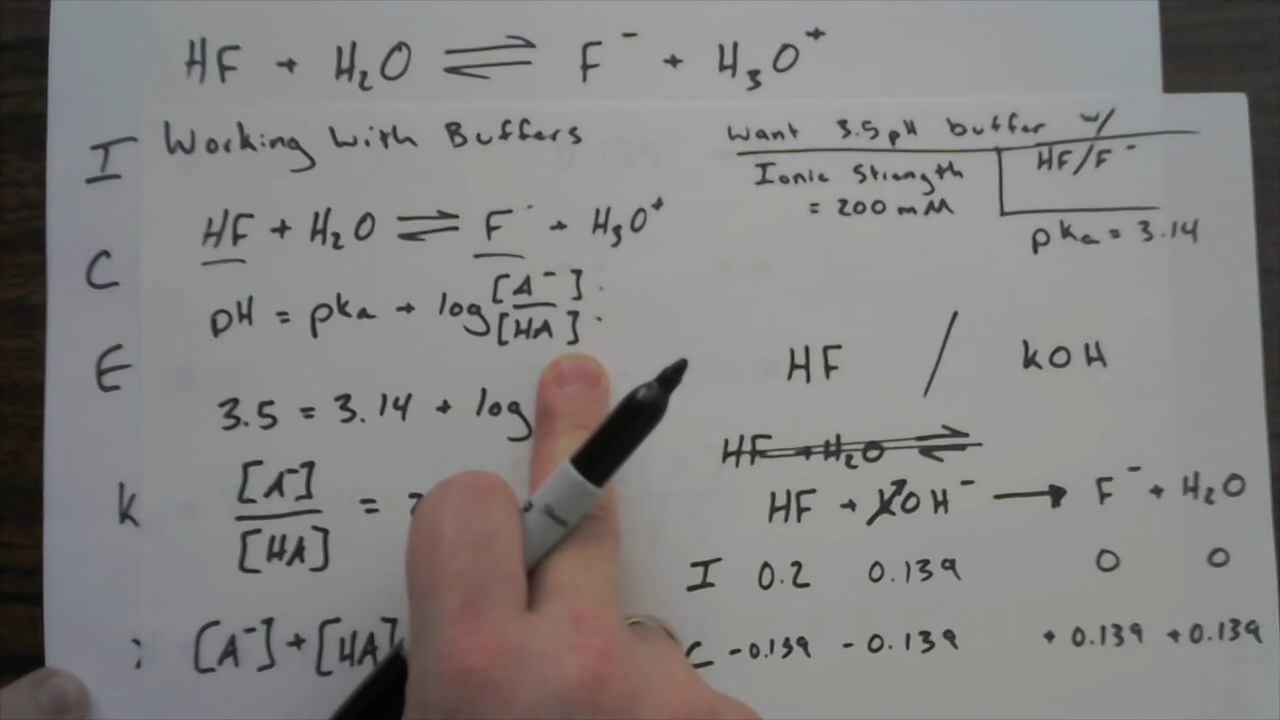 HF + H₂O ⇌ F⁻ + H₃O⁺
I
C
E
K
:
Working with Buffers
HF + H₂O ⇌ F⁻ + H₃O⁺
pH = pka + log [A⁻]/[HA]
3.5 = 3.14 + log
[A⁻]/[HA] =
[A⁻] + [HA]
Want 3.5 pH buffer w/
Ionic Strength
= 200 mM
HF/F⁻
pka = 3.14
HF / KOH
HF + H₂O ⇌
HF + KOH⁻ → F⁻ + H₂O
I 0.2 0.139 0 0
C -0.139 -0.139 +0.139 +0.139